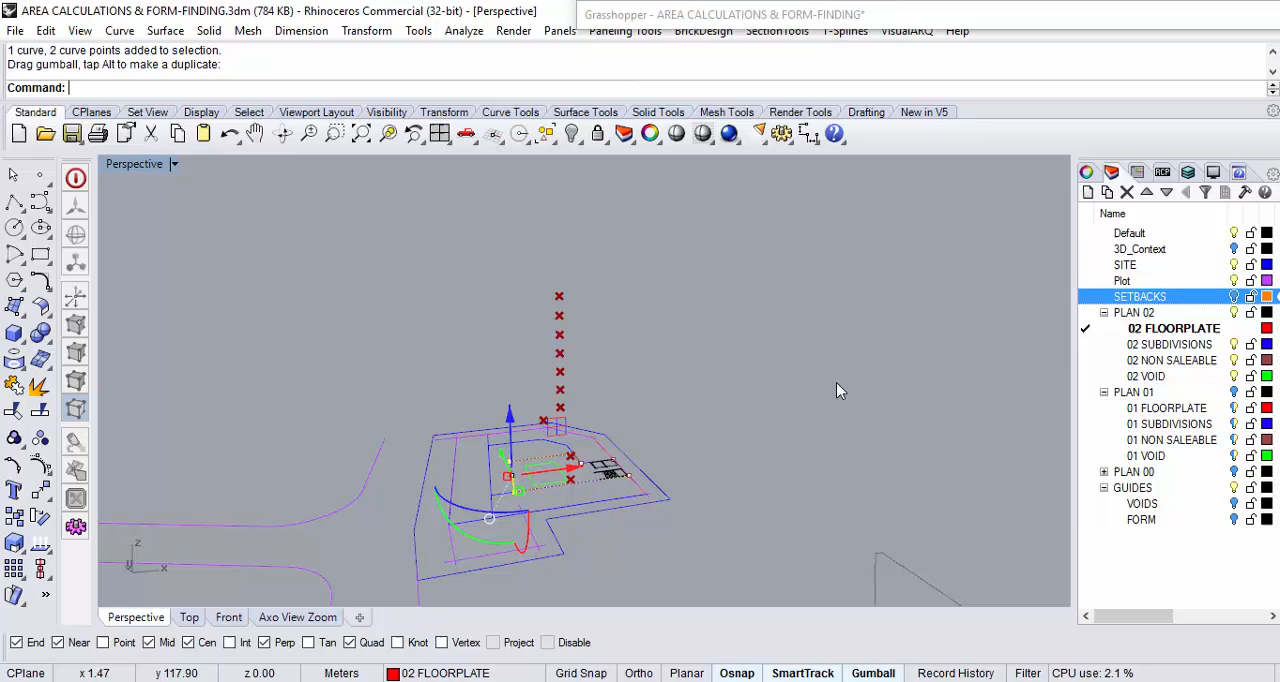 AREA CALCULATIONS & FORM-FINDING.3dm (784 KB) - Rhinoceros Commercial (32-bit) - [Perspective]
Grasshopper - AREA CALCULATIONS & FORM-FINDING*
File Edit View Curve Surface Solid Mesh Dimension Transform Tools Analyze Render Panels Paneling Tools BrickDesign SectionTools T-Splines VisualARQ Help
1 curve, 2 curve points added to selection.
Drag gumball, tap Alt to make a duplicate:
Command:
Standard CPlanes Set View Display Select Viewport Layout Visibility Transform Curve Tools Surface Tools Solid Tools Mesh Tools Render Tools Drafting New in V5
Perspective
Name
Default
3D_Context
SITE
Plot
SETBACKS
PLAN 02
02 FLOORPLATE
02 SUBDIVISIONS
02 NON SALEABLE
02 VOID
PLAN 01
01 FLOORPLATE
01 SUBDIVISIONS
01 NON SALEABLE
01 VOID
PLAN 00
GUIDES
VOIDS
FORM
z
y x
Perspective Top Front Axo View Zoom
End Near Point Mid Cen Int Perp Tan Quad Knot Vertex Project Disable
CPlane x 1.47 y 117.90 z 0.00 Meters 02 FLOORPLATE Grid Snap Ortho Planar Osnap SmartTrack Gumball Record History Filter CPU use: 2.1 %